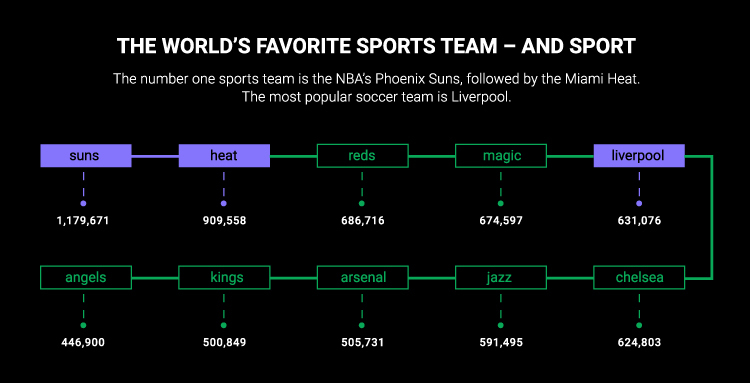 THE WORLD'S FAVORITE SPORTS TEAM – AND SPORT
The number one sports team is the NBA's Phoenix Suns, followed by the Miami Heat.
The most popular soccer team is Liverpool.
suns heat reds magic liverpool
1,179,671 909,558 686,716 674,597 631,076
angels kings arsenal jazz chelsea
446,900 500,849 505,731 591,495 624,803